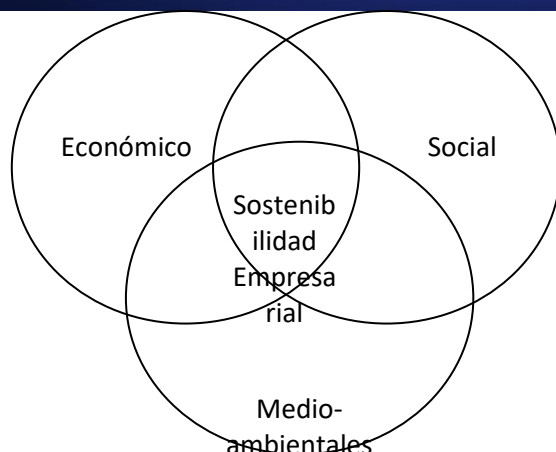 Económico
Social
Sostenib
ilidad
Empresa
rial
Medio-
ambientales